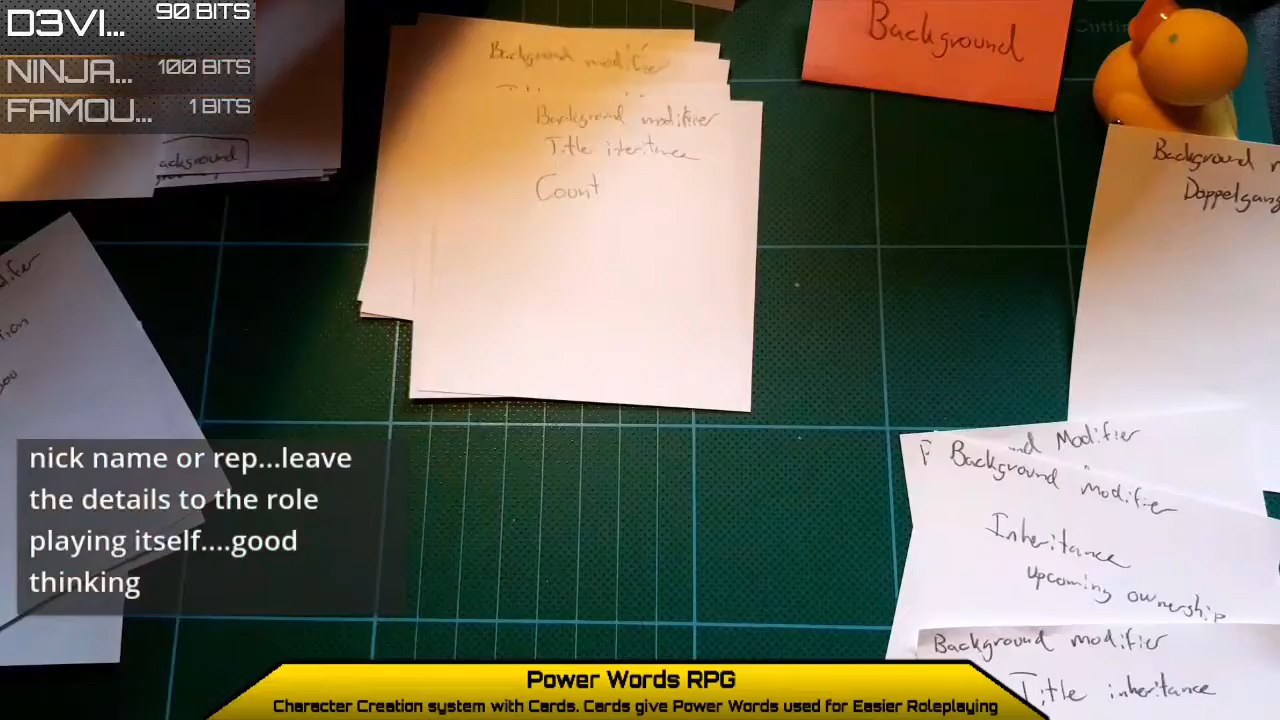 D3VI... 90 BITS
NINJA... 100 BITS
FAMOU... 1 BITS
ackground
Background modifier
Background modifier
Title iteritance
Count
Background
Background
Doppelgang
nd Modifier
Background Modifier
Inheritance
upcoming ownership
Background modifier
Title inheritance
nick name or rep...leave
the details to the role
playing itself....good
thinking
Power Words RPG
Character Creation system with Cards. Cards give Power Words used for Easier Roleplaying